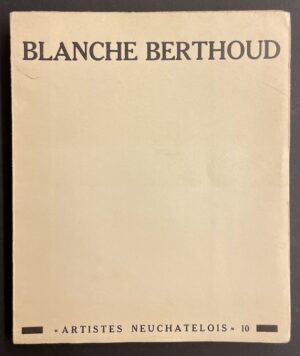 BLANCHE BERTHOUD
« ARTISTES NEUCHATELOIS » 10